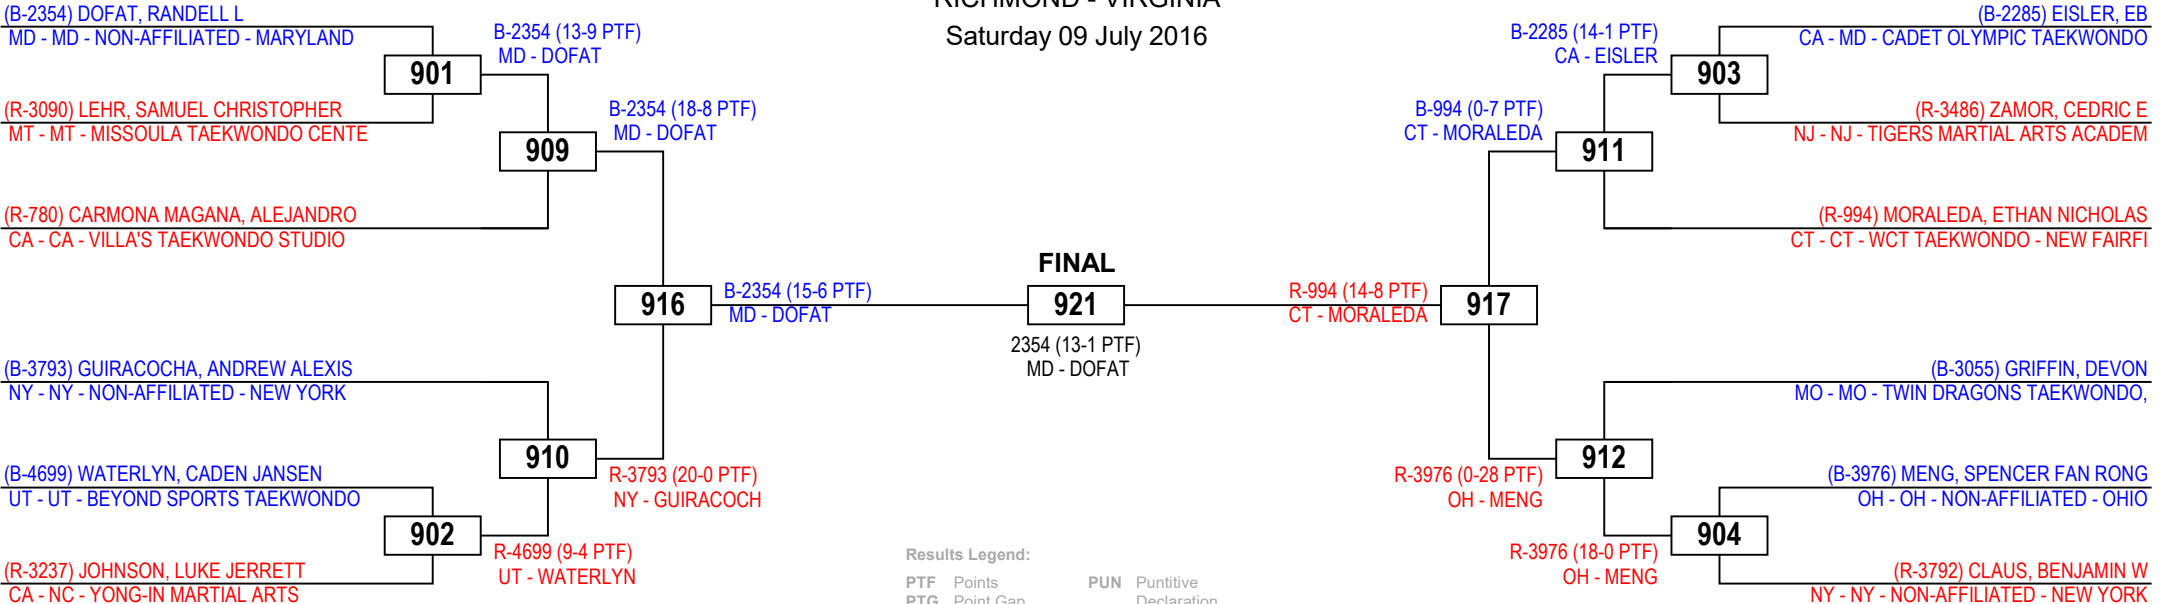 RICHMOND - VIRGINIA
Saturday 09 July 2016
(B-2354) DOFAT, RANDELL L
MD - MD - NON-AFFILIATED - MARYLAND
901
(R-3090) LEHR, SAMUEL CHRISTOPHER
MT - MT - MISSOULA TAEKWONDO CENTE
B-2354 (13-9 PTF)
MD - DOFAT
909
(R-780) CARMONA MAGANA, ALEJANDRO
CA - CA - VILLA'S TAEKWONDO STUDIO
B-2354 (18-8 PTF)
MD - DOFAT
916
B-2354 (15-6 PTF)
MD - DOFAT
(B-3793) GUIRACOCHA, ANDREW ALEXIS
NY - NY - NON-AFFILIATED - NEW YORK
910
R-3793 (20-0 PTF)
NY - GUIRACOCH
(B-4699) WATERLYN, CADEN JANSEN
UT - UT - BEYOND SPORTS TAEKWONDO
902
R-4699 (9-4 PTF)
UT - WATERLYN
(R-3237) JOHNSON, LUKE JERRETT
CA - NC - YONG-IN MARTIAL ARTS
FINAL
921
2354 (13-1 PTF)
MD - DOFAT
(B-2285) EISLER, EB
CA - MD - CADET OLYMPIC TAEKWONDO
903
(R-3486) ZAMOR, CEDRIC E
NJ - NJ - TIGERS MARTIAL ARTS ACADEM
B-2285 (14-1 PTF)
CA - EISLER
B-994 (0-7 PTF)
CT - MORALEDA
911
(R-994) MORALEDA, ETHAN NICHOLAS
CT - CT - WCT TAEKWONDO - NEW FAIRFI
R-994 (14-8 PTF)
CT - MORALEDA
917
(B-3055) GRIFFIN, DEVON
MO - MO - TWIN DRAGONS TAEKWONDO,
912
R-3976 (0-28 PTF)
OH - MENG
(B-3976) MENG, SPENCER FAN RONG
OH - OH - NON-AFFILIATED - OHIO
904
R-3976 (18-0 PTF)
OH - MENG
(R-3792) CLAUS, BENJAMIN W
NY - NY - NON-AFFILIATED - NEW YORK
Results Legend:
PTF Points PUN Puntitive
PTG Point Gap Declaration